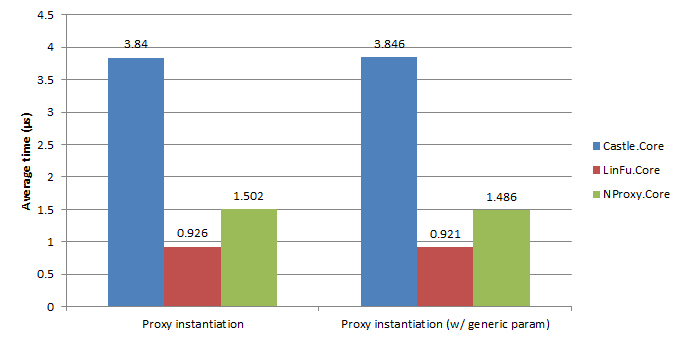 4.5
4
3.5
3
2.5
2
1.5
1
0.5
0
Average time (µs)
3.84
0.926
1.502
3.846
0.921
1.486
Proxy instantiation
Proxy instantiation (w/ generic param)
Castle.Core
LinFu.Core
NProxy.Core